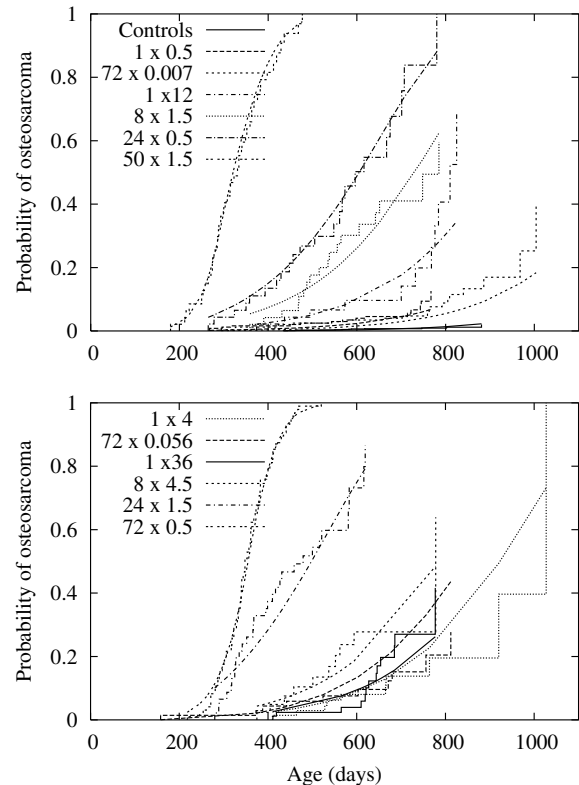 1
0.8
0.6
0.4
0.2
0
Probability of osteosarcoma
Controls
1 x 0.5
72 x 0.007
1 x12
8 x 1.5
24 x 0.5
50 x 1.5
0 200 400 600 800 1000
1
0.8
0.6
0.4
0.2
0
Probability of osteosarcoma
1 x 4
72 x 0.056
1 x36
8 x 4.5
24 x 1.5
72 x 0.5
0 200 400 600 800 1000
Age (days)